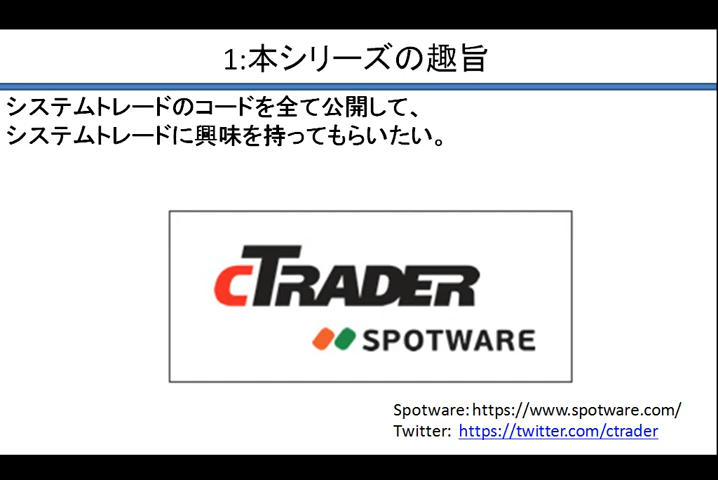 1:本シリーズの趣旨
システムトレードのコードを全て公開して、
システムトレードに興味を持ってもらいたい。
cTRADER
SPOTWARE
Spotware: https://www.spotware.com/
Twitter: https://twitter.com/ctrader